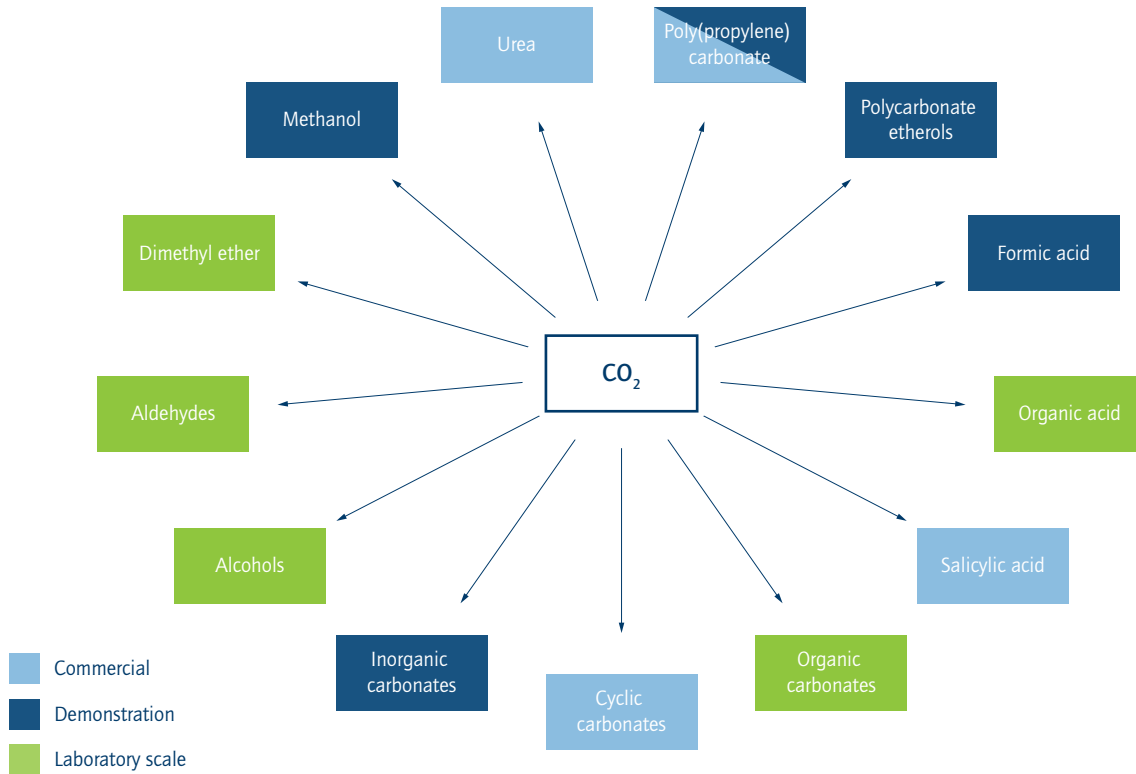 Urea
Poly(propylene)
carbonate
Methanol
Polycarbonate
etherols
Dimethyl ether
Formic acid
CO₂
Aldehydes
Organic acid
Alcohols
Salicylic acid
Inorganic
carbonates
Cyclic
carbonates
Organic
carbonates
Commercial
Demonstration
Laboratory scale